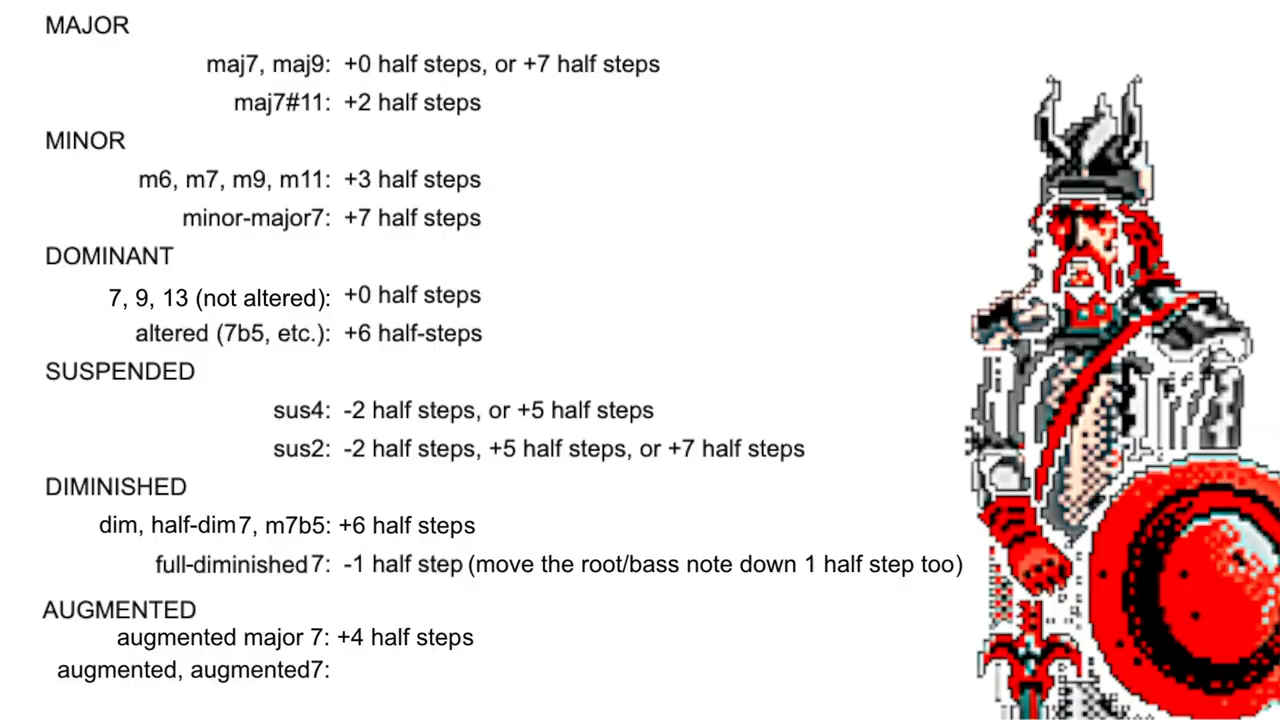 MAJOR
maj7, maj9: +0 half steps, or +7 half steps
maj7#11: +2 half steps
MINOR
m6, m7, m9, m11: +3 half steps
minor-major7: +7 half steps
DOMINANT
7, 9, 13 (not altered): +0 half steps
altered (7b5, etc.): +6 half-steps
SUSPENDED
sus4: -2 half steps, or +5 half steps
sus2: -2 half steps, +5 half steps, or +7 half steps
DIMINISHED
dim, half-dim7, m7b5: +6 half steps
full-diminished7: -1 half step (move the root/bass note down 1 half step too)
AUGMENTED
augmented major 7: +4 half steps
augmented, augmented7: